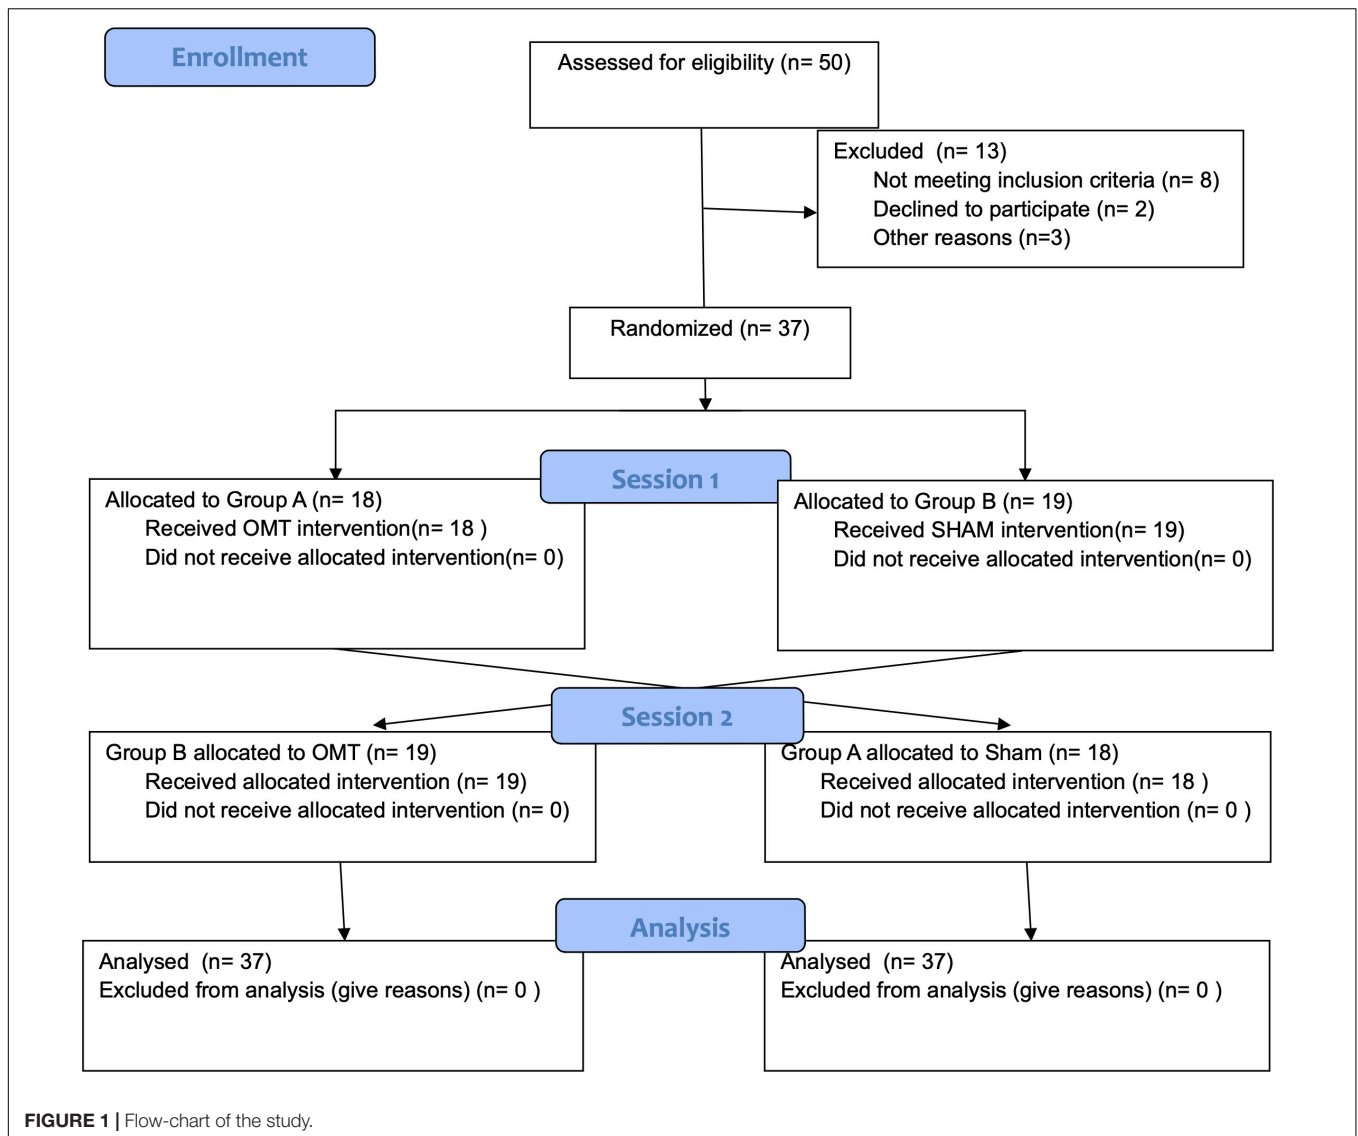 Enrollment
Assessed for eligibility (n= 50)
Excluded  (n= 13)
Not meeting inclusion criteria (n= 8)
Declined to participate (n= 2)
Other reasons (n=3)
Randomized (n= 37)
Session 1
Allocated to Group A (n= 18)
Received OMT intervention(n= 18 )
Did not receive allocated intervention(n= 0)
Allocated to Group B (n= 19)
Received SHAM intervention(n= 19)
Did not receive allocated intervention(n= 0)
Session 2
Group B allocated to OMT (n= 19)
Received allocated intervention (n= 19)
Did not receive allocated intervention (n= 0)
Group A allocated to Sham (n= 18)
Received allocated intervention (n= 18 )
Did not receive allocated intervention (n= 0 )
Analysis
Analysed  (n= 37)
Excluded from analysis (give reasons) (n= 0 )
Analysed  (n= 37)
Excluded from analysis (give reasons) (n= 0 )
FIGURE 1 | Flow-chart of the study.